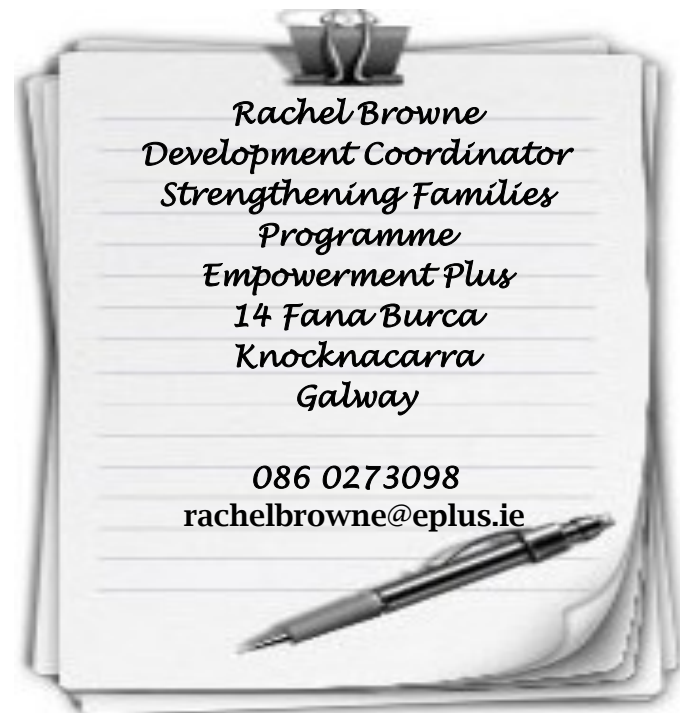 Rachel Browne
Development Coordinator
Strengthening Families
Programme
Empowerment Plus
14 Fana Burca
Knocknacarra
Galway
086 0273098
rachelbrowne@eplus.ie